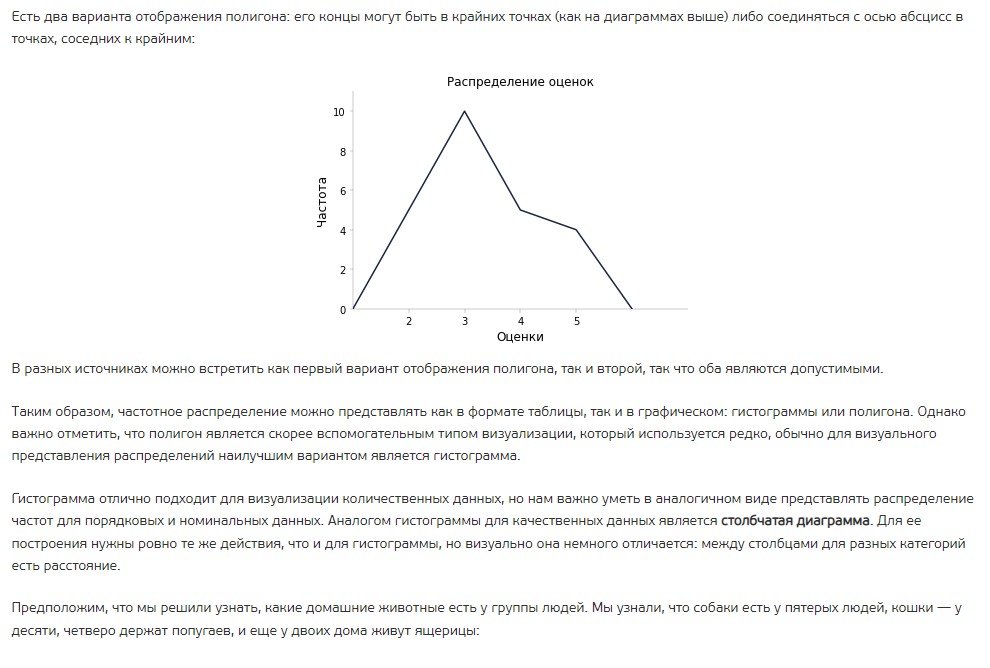 Есть два варианта отображения полигона: его концы могут быть в крайних точках (как на диаграммах выше) либо соединяться с осью абсцисс в
точках, соседних к крайним:
Распределение оценок
10
8
6
4
2
0
Частота
2 3 4 5
Оценки
В разных источниках можно встретить как первый вариант отображения полигона, так и второй, так что оба являются допустимыми.
Таким образом, частотное распределение можно представлять как в формате таблицы, так и в графическом: гистограммы или полигона. Однако
важно отметить, что полигон является скорее вспомогательным типом визуализации, который используется редко, обычно для визуального
представления распределений наилучшим вариантом является гистограмма.
Гистограмма отлично подходит для визуализации количественных данных, но нам важно уметь в аналогичном виде представлять распределение
частот для порядковых и номинальных данных. Аналогом гистограммы для качественных данных является столбчатая диаграмма. Для ее
построения нужны ровно те же действия, что и для гистограммы, но визуально она немного отличается: между столбцами для разных категорий
есть расстояние.
Предположим, что мы решили узнать, какие домашние животные есть у группы людей. Мы узнали, что собаки есть у пятерых людей, кошки — у
десяти, четверо держат попугаев, и еще у двоих дома живут ящерицы: